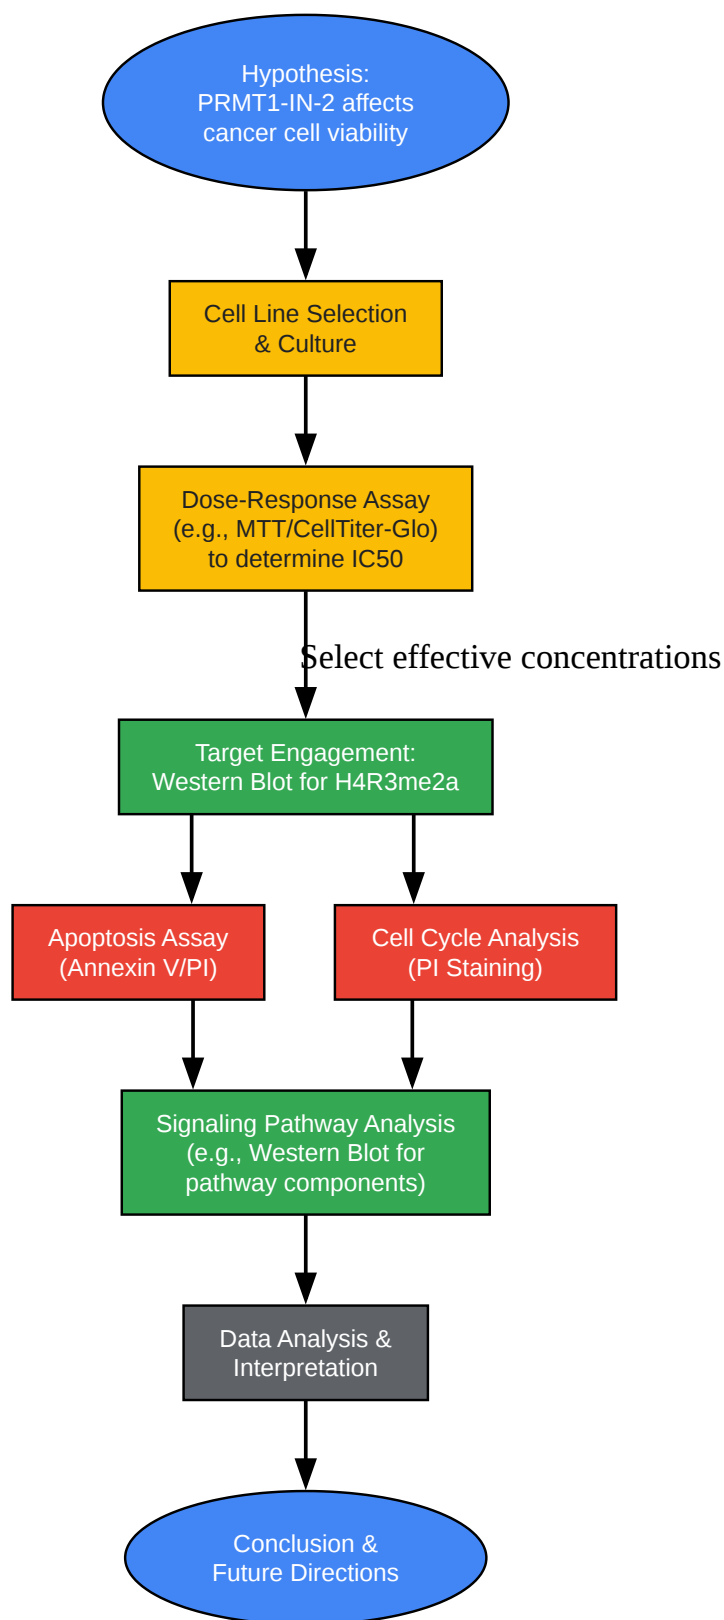 Hypothesis:
PRMT1-IN-2 affects
cancer cell viability
Cell Line Selection
& Culture
Dose-Response Assay
(e.g., MTT/CellTiter-Glo)
to determine IC50
Select effective concentrations
Target Engagement:
Western Blot for H4R3me2a
Apoptosis Assay
(Annexin V/PI)
Cell Cycle Analysis
(PI Staining)
Signaling Pathway Analysis
(e.g., Western Blot for
pathway components)
Data Analysis &
Interpretation
Conclusion &
Future Directions